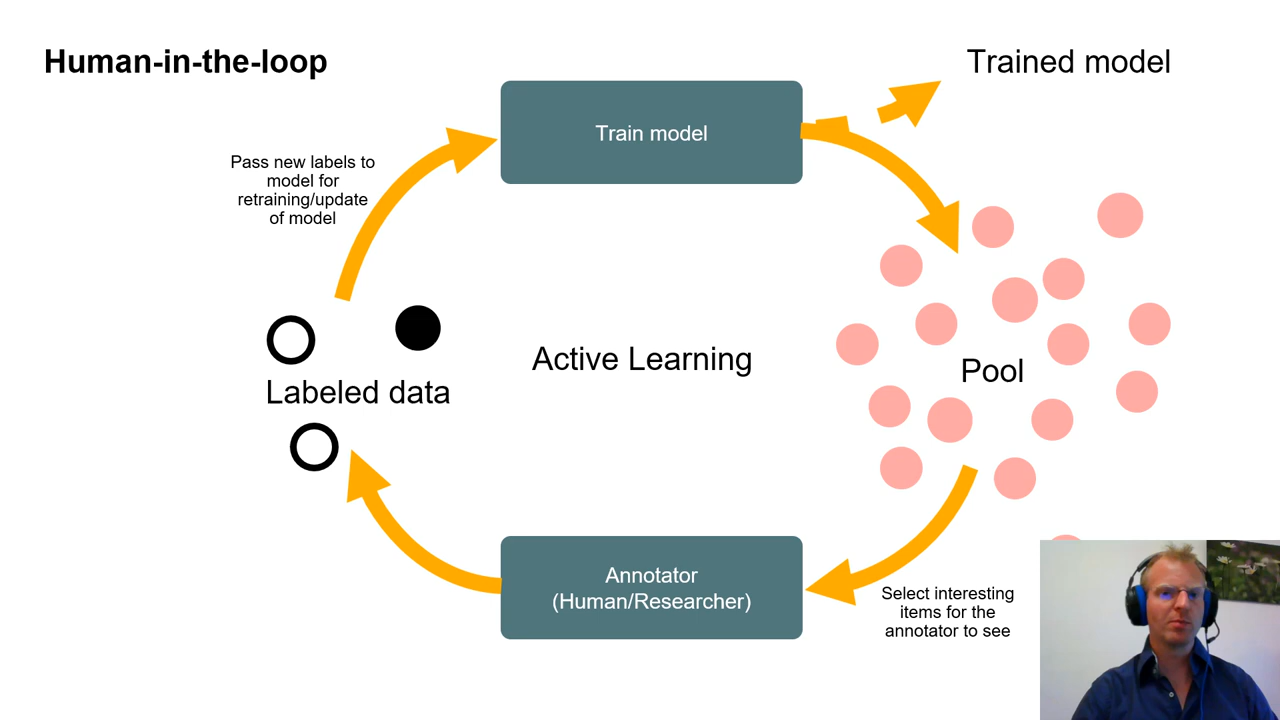 Human-in-the-loop
Trained model
Train model
Pass new labels to
model for
retraining/update
of model
Active Learning
Pool
Labeled data
Annotator
(Human/Researcher)
Select interesting
items for the
annotator to see